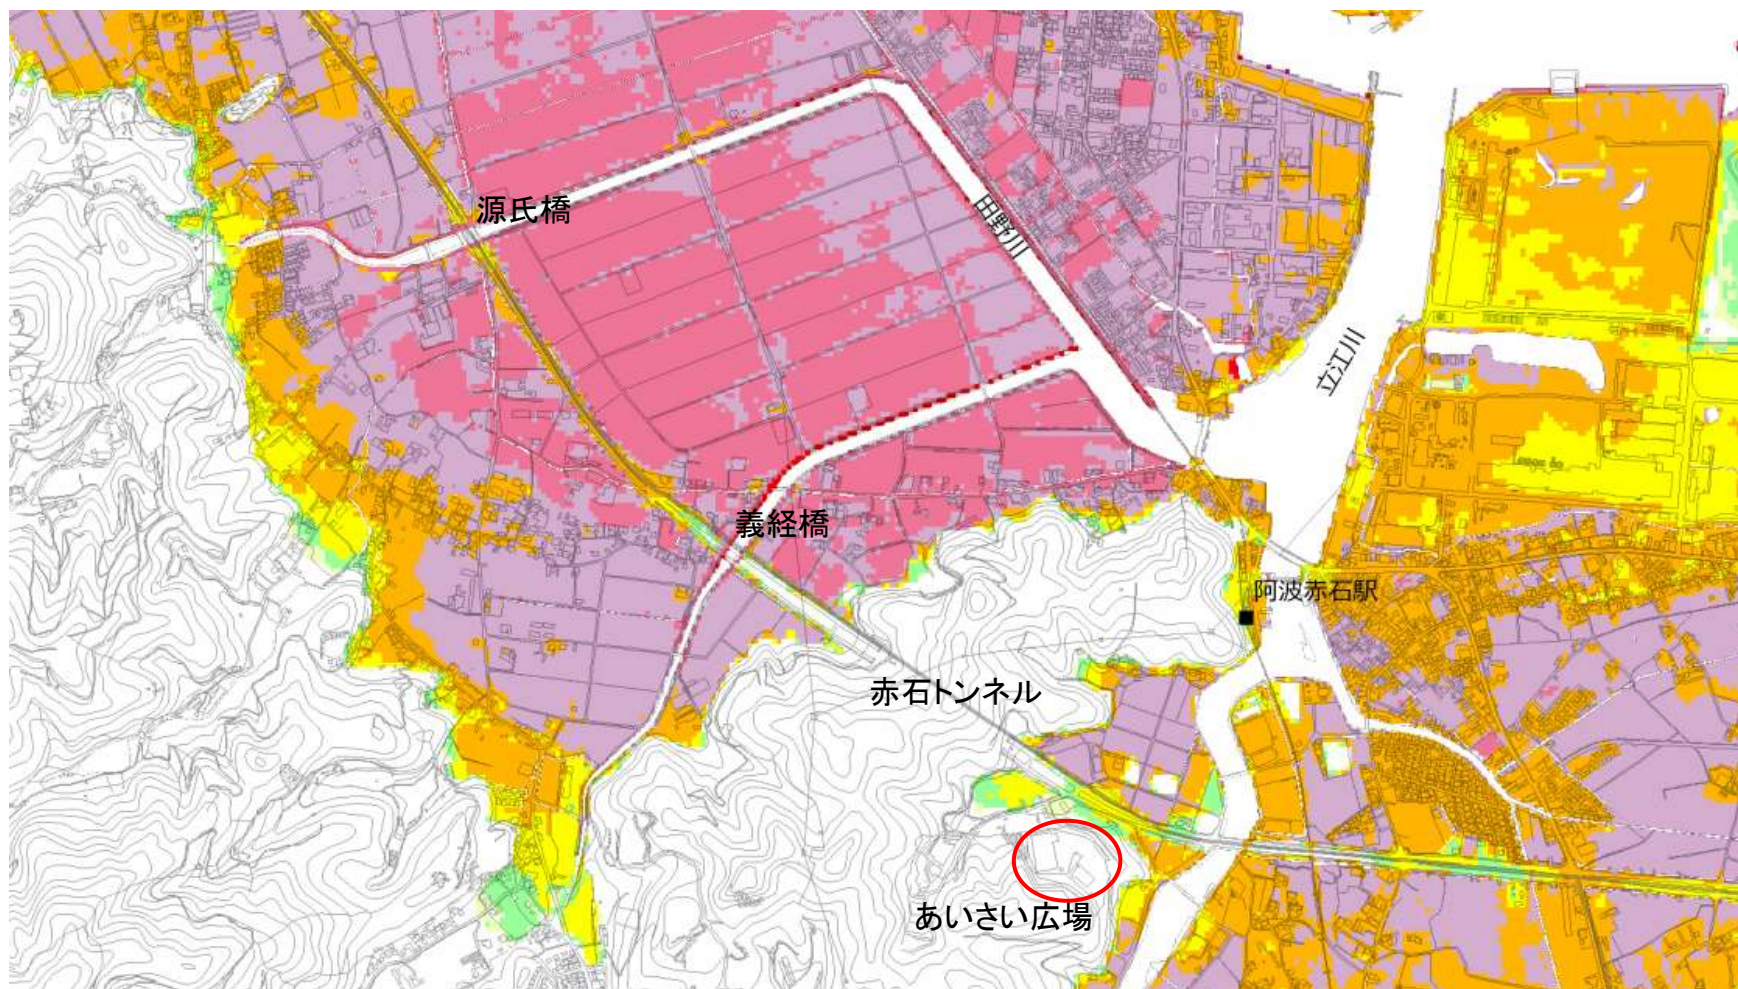 源氏橋
田野川
立江川
義経橋
阿波赤石駅
赤石トンネル
あいさい広場